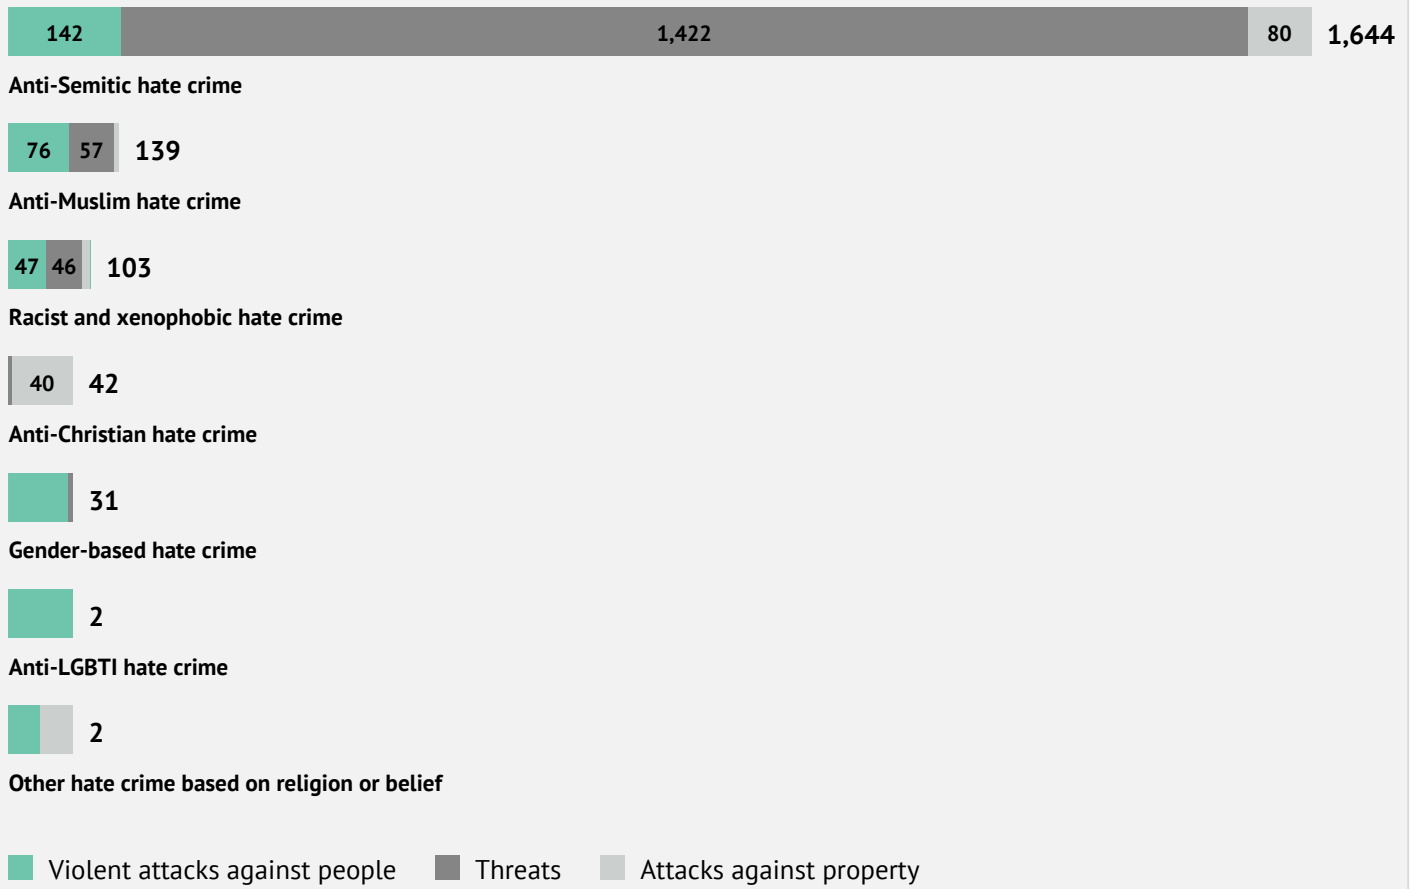 142 1,422 80 1,644
Anti-Semitic hate crime
76 57 139
Anti-Muslim hate crime
47 46 103
Racist and xenophobic hate crime
40 42
Anti-Christian hate crime
31
Gender-based hate crime
2
Anti-LGBTI hate crime
2
Other hate crime based on religion or belief
Violent attacks against people Threats Attacks against property